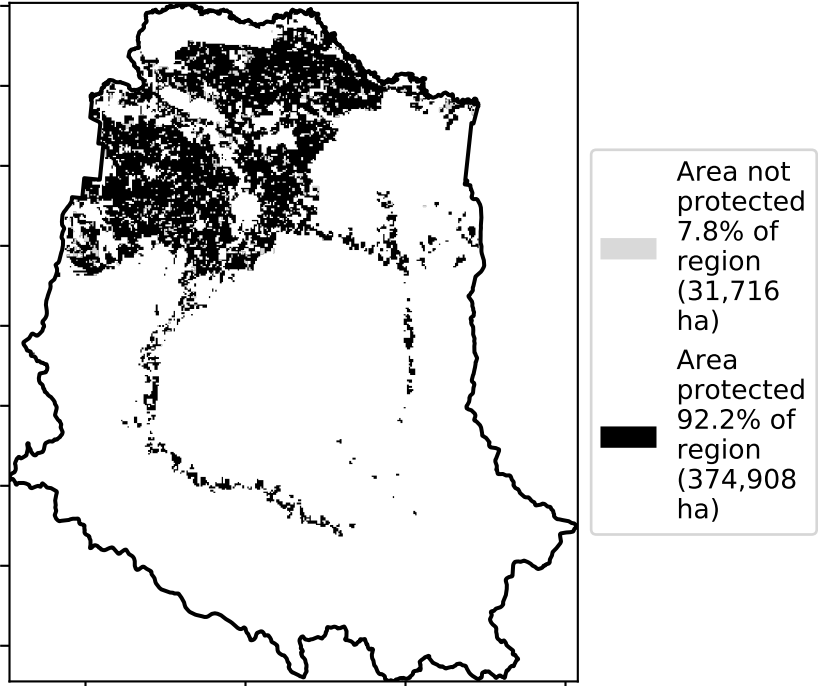 Area not
protected
7.8% of
region
(31,716
ha)
Area
protected
92.2% of
region
(374,908
ha)